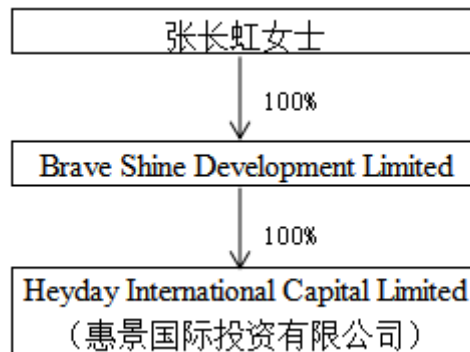 张长虹女士
100%
Brave Shine Development Limited
100%
Heyday International Capital Limited
（惠景国际投资有限公司）